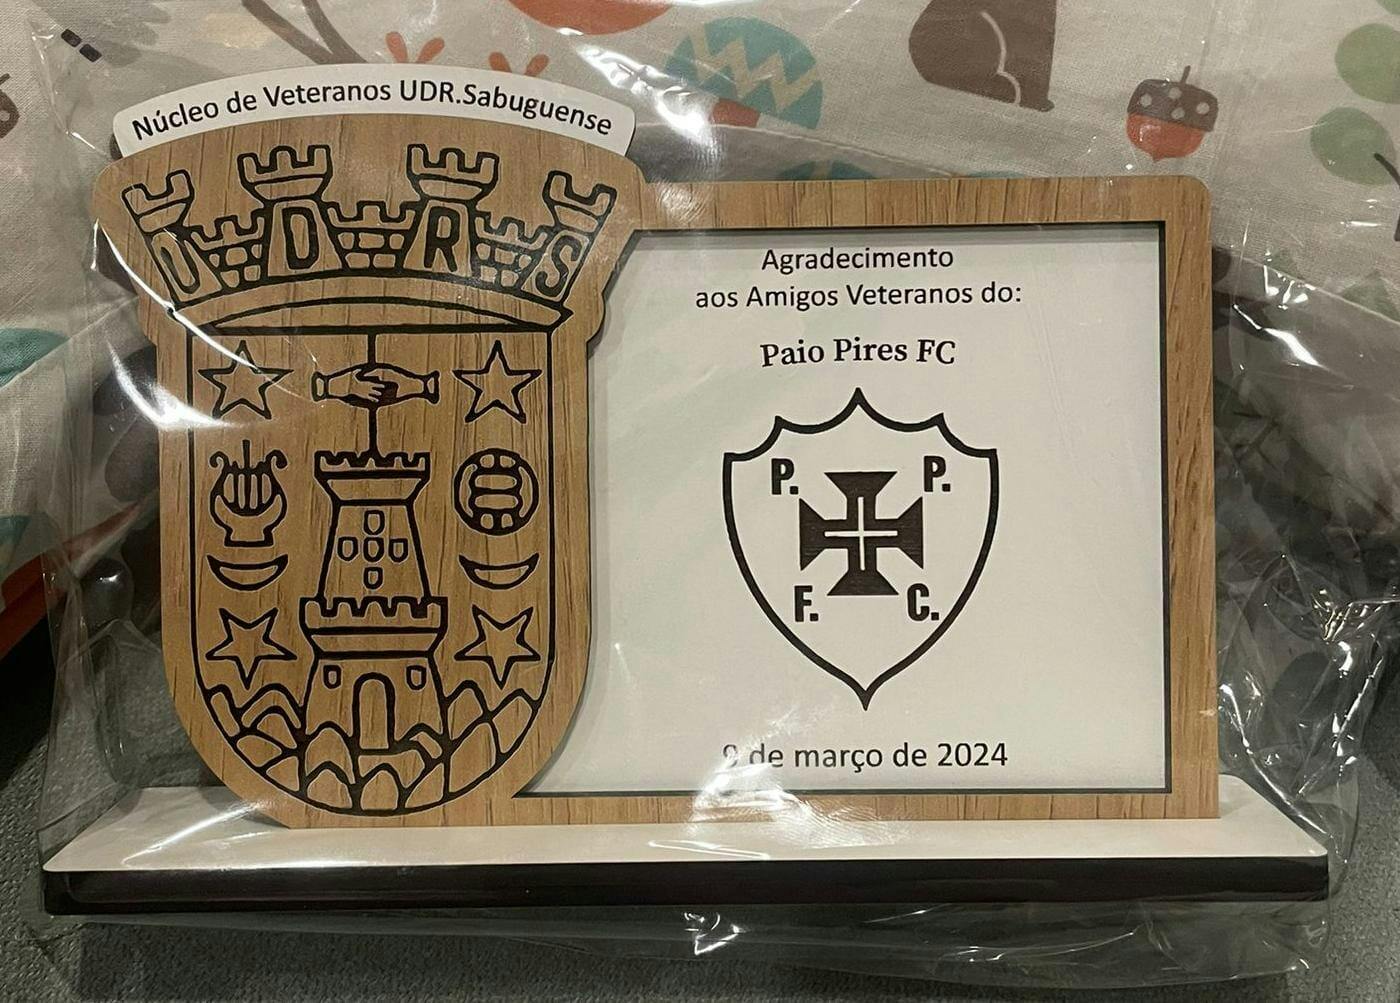 Núcleo de Veteranos UDR.Sabuguense
U D R S
Agradecimento
aos Amigos Veteranos do:
Paio Pires FC
P. P.
F. C.
9 de março de 2024